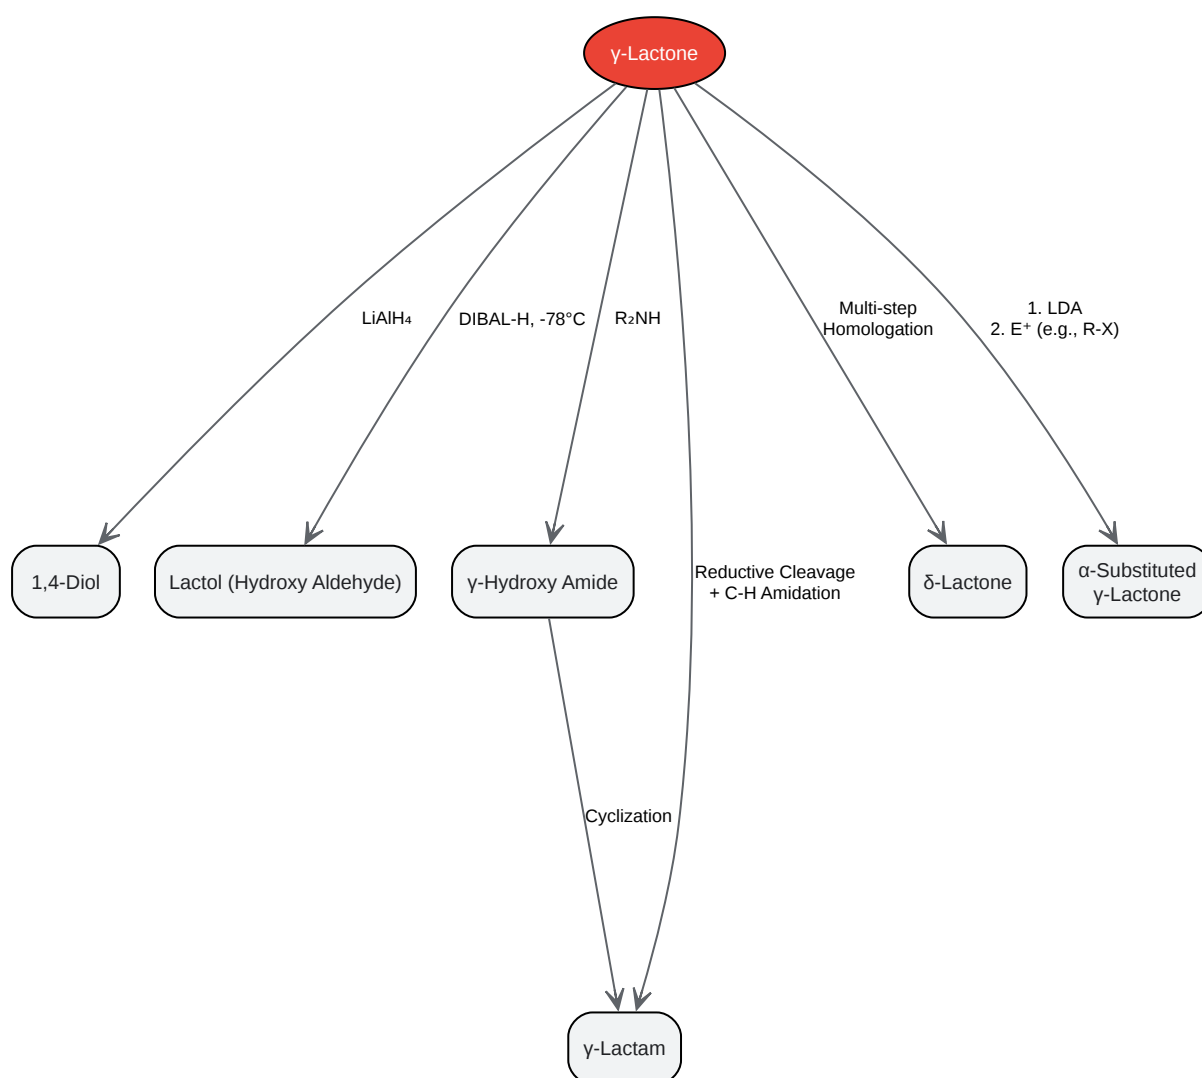 γ-Lactone
LiAlH₄
DIBAL-H, -78°C
R₂NH
Multi-step
Homologation
1. LDA
2. E⁺ (e.g., R-X)
1,4-Diol
Lactol (Hydroxy Aldehyde)
γ-Hydroxy Amide
Reductive Cleavage
+ C-H Amidation
δ-Lactone
α-Substituted
γ-Lactone
Cyclization
γ-Lactam